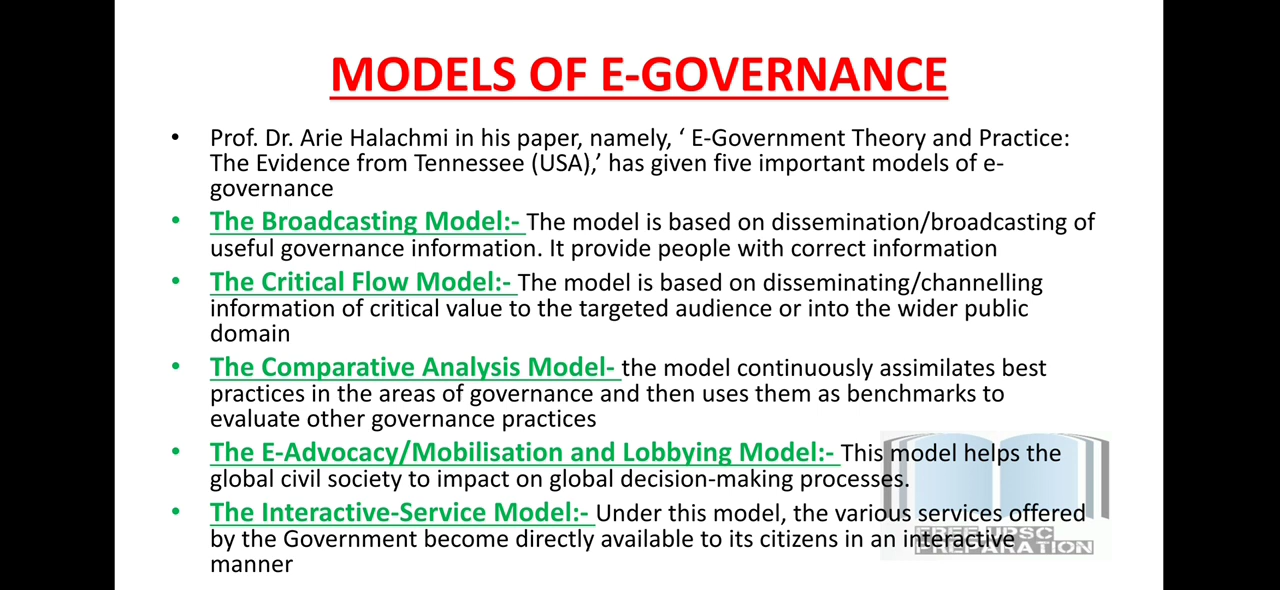 MODELS OF E-GOVERNANCE
• Prof. Dr. Arie Halachmi in his paper, namely, ‘ E-Government Theory and Practice:
The Evidence from Tennessee (USA),’ has given five important models of e-
governance
• The Broadcasting Model:- The model is based on dissemination/broadcasting of
useful governance information. It provide people with correct information
• The Critical Flow Model:- The model is based on disseminating/channelling
information of critical value to the targeted audience or into the wider public
domain
• The Comparative Analysis Model- the model continuously assimilates best
practices in the areas of governance and then uses them as benchmarks to
evaluate other governance practices
• The E-Advocacy/Mobilisation and Lobbying Model:- This model helps the
global civil society to impact on global decision-making processes.
• The Interactive-Service Model:- Under this model, the various services offered
by the Government become directly available to its citizens in an interactive
manner
FREE UPSC
PREPARATION